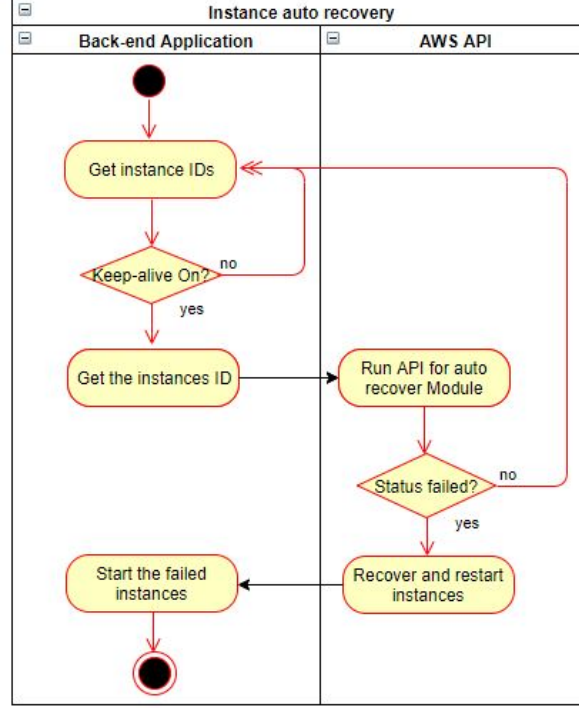 Instance auto recovery
Back-end Application
AWS API
Get instance IDs
Keep-alive On?
no
yes
Get the instances ID
Run API for auto
recover Module
Status failed?
no
yes
Start the failed
instances
Recover and restart
instances